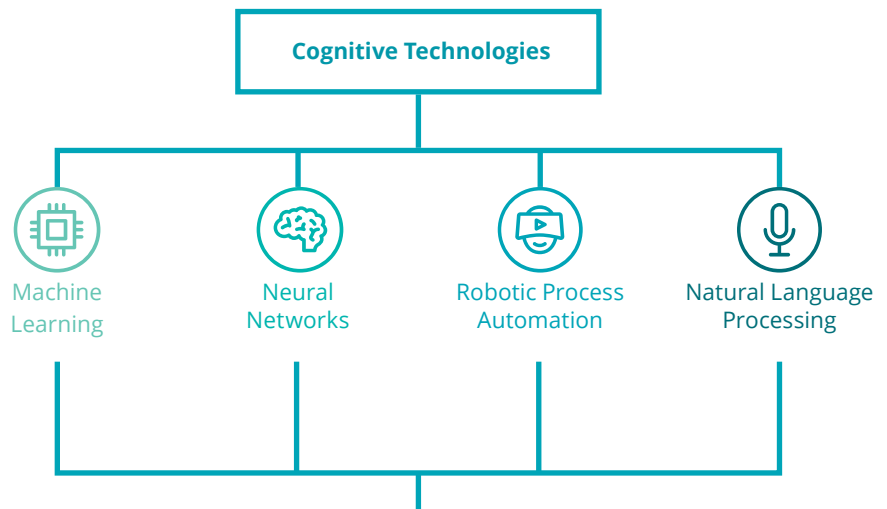 Cognitive Technologies
Machine
Learning
Neural
Networks
Robotic Process
Automation
Natural Language
Processing